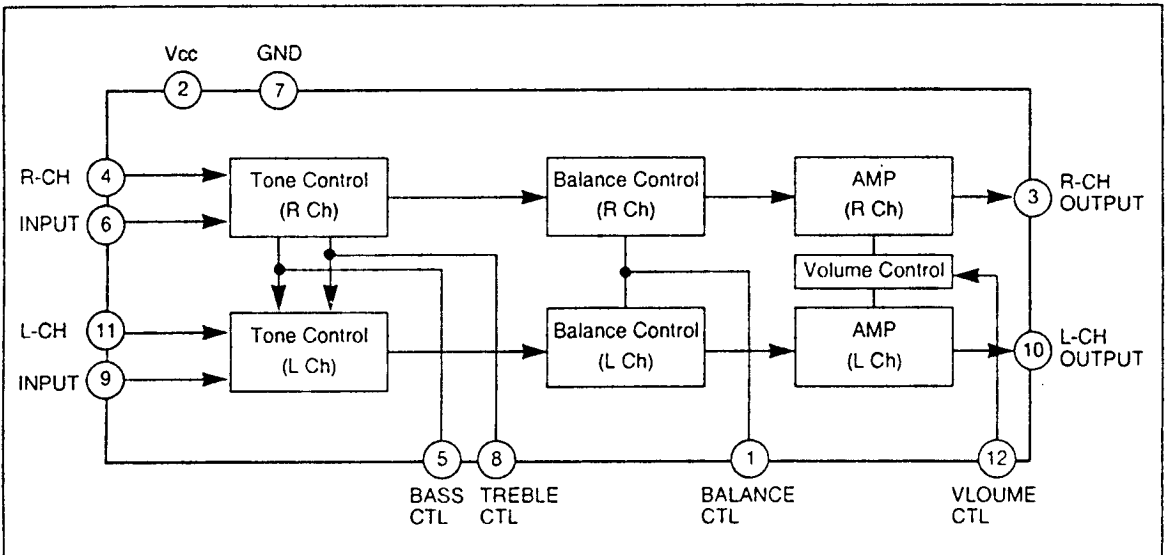 Vcc
GND
2
7
R-CH
4
Tone Control
(R Ch)
Balance Control
(R Ch)
AMP
(R Ch)
3
R-CH
OUTPUT
INPUT
6
Volume Control
L-CH
11
Tone Control
(L Ch)
Balance Control
(L Ch)
AMP
(L Ch)
10
L-CH
OUTPUT
INPUT
9
5
8
1
12
BASS
CTL
TREBLE
CTL
BALANCE
CTL
VLOUME
CTL